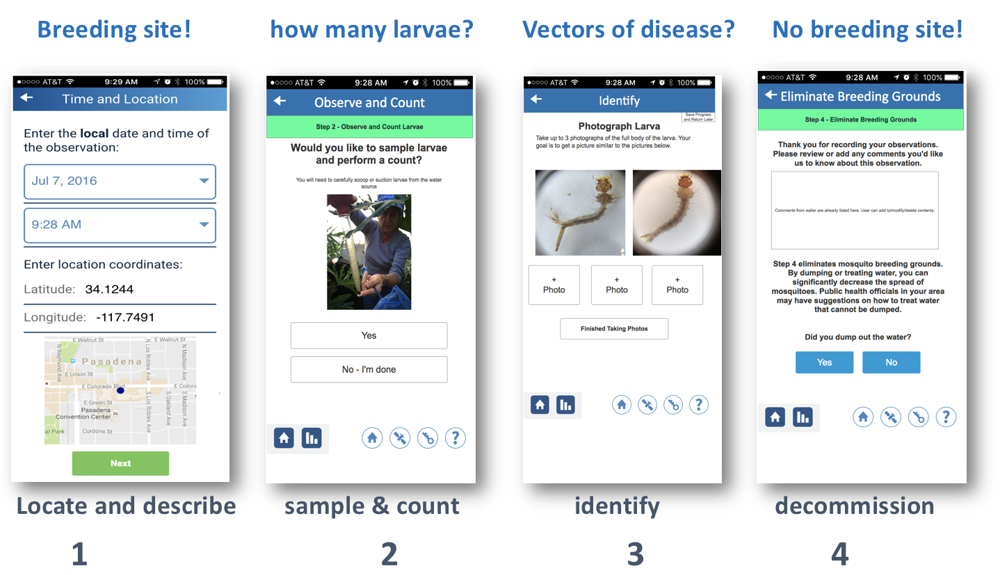 Breeding site!
how many larvae?
Vectors of disease?
No breeding site!
AT&T 9:29 AM 100%
Time and Location
Enter the local date and time of
the observation:
Jul 7, 2016
9:28 AM
Enter location coordinates:
Latitude: 34.1244
Longitude: -117.7491
E Walnut St
E Walnut St
N Raymond Ave
N Los Robles Ave
N Madison Ave
Pasadena
E Union St
E Colorado Blvd
E Colora
E Green St
Pasadena
Convention Center
S Los Robles Ave
S Oakland Ave
S Madison Ave
al Park
Cordova St
Next
AT&T 9:28 AM 100%
Observe and Count
Step 2 - Observe and Count Larvae
Would you like to sample larvae
and perform a count?
You will need to carefully scoop or suction larvae from the water
source
Yes
No - I'm done
?
AT&T 9:28 AM 100%
Identify
Save Progress
and Return Later
Photograph Larva
Take up to 3 photographs of the full body of the larva. Your
goal is to get a picture similar to the pictures below.
+
Photo
+
Photo
+
Photo
Finished Taking Photos
?
AT&T 9:28 AM 100%
Eliminate Breeding Grounds
Step 4 - Eliminate Breeding Grounds
Thank you for recording your observations.
Please review or add any comments you'd like
us to know about this observation.
Comments from ealier are already listed here. User can add to/modify/delete contents.
Step 4 eliminates mosquito breeding grounds.
By dumping or treating water, you can
significantly decrease the spread of
mosquitoes. Public health officials in your area
may have suggestions on how to treat water
that cannot be dumped.
Did you dump out the water?
Yes
No
?
Locate and describe
sample & count
identify
decommission
1
2
3
4